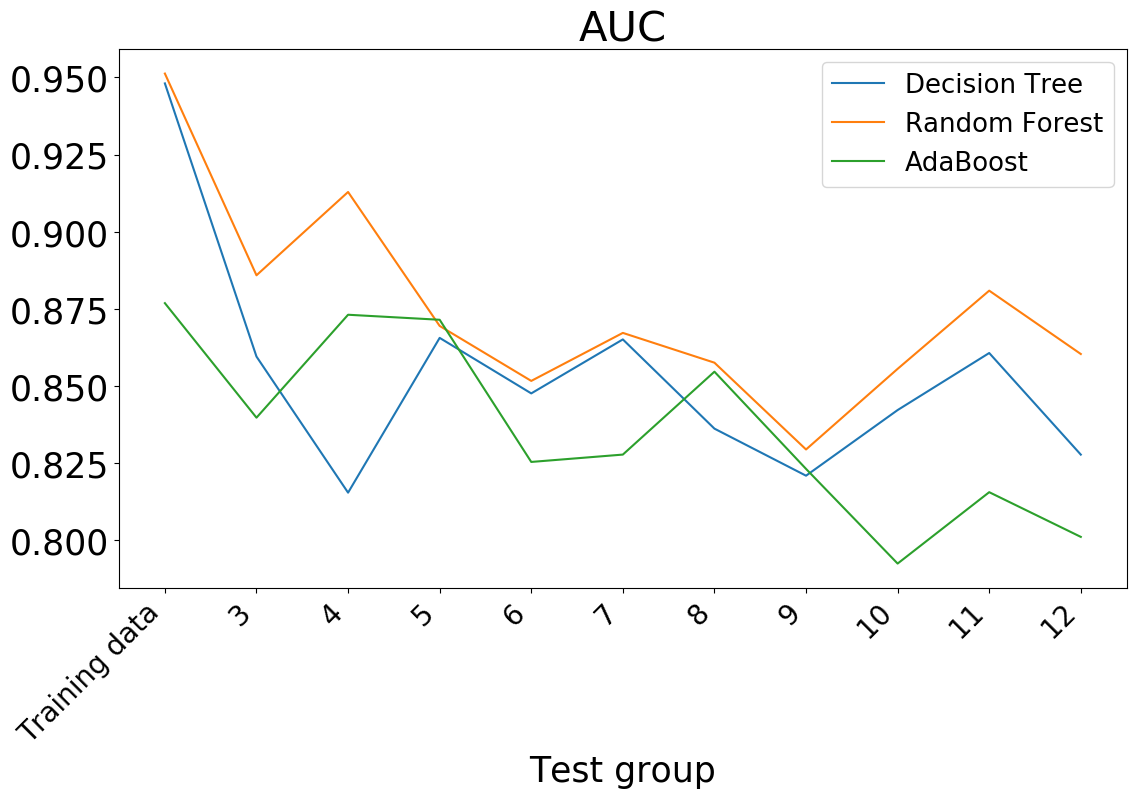 AUC
0.950
0.925
0.900
0.875
0.850
0.825
0.800
Decision Tree
Random Forest
AdaBoost
Training data
3
4
5
6
7
8
9
10
11
12
Test group